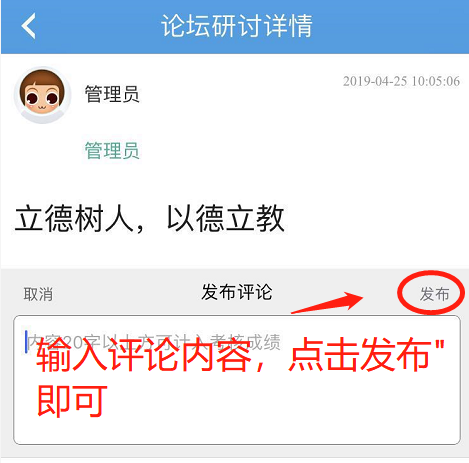 论坛研讨详情
管理员
2019-04-25 10:05:06
管理员
立德树人，以德立教
取消
发布评论
发布
内容20字以上方可计入考核成绩
输入评论内容，点击发布"
即可